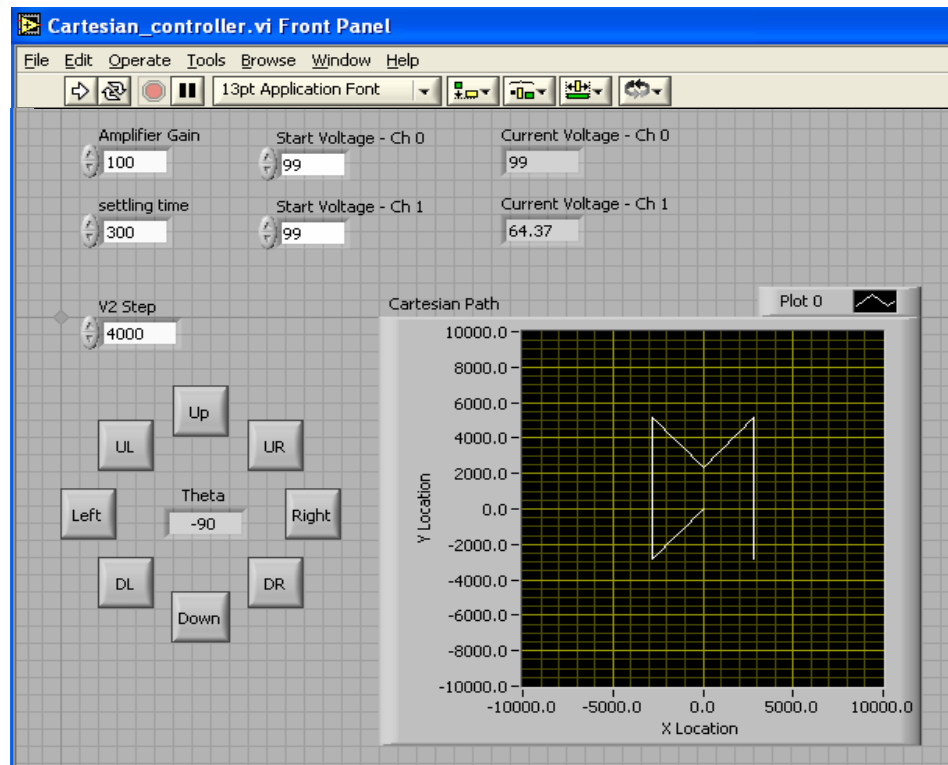 Cartesian_controller.vi Front Panel
File Edit Operate Tools Browse Window Help
13pt Application Font
Amplifier Gain
100
Start Voltage - Ch 0
99
Current Voltage - Ch 0
99
settling time
300
Start Voltage - Ch 1
99
Current Voltage - Ch 1
64.37
V2 Step
4000
Up
UL
UR
Left
Theta
-90
Right
DL
DR
Down
Cartesian Path
Plot 0
10000.0
8000.0
6000.0
4000.0
2000.0
0.0
-2000.0
-4000.0
-6000.0
-8000.0
-10000.0
Y Location
-10000.0 -5000.0 0.0 5000.0 10000.0
X Location